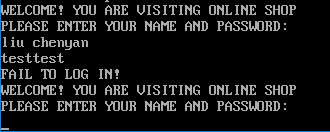 WELCOME! YOU ARE VISITING ONLINE SHOP
PLEASE ENTER YOUR NAME AND PASSWORD:
liu chenyan
testtest
FAIL TO LOG IN!
WELCOME! YOU ARE VISITING ONLINE SHOP
PLEASE ENTER YOUR NAME AND PASSWORD: